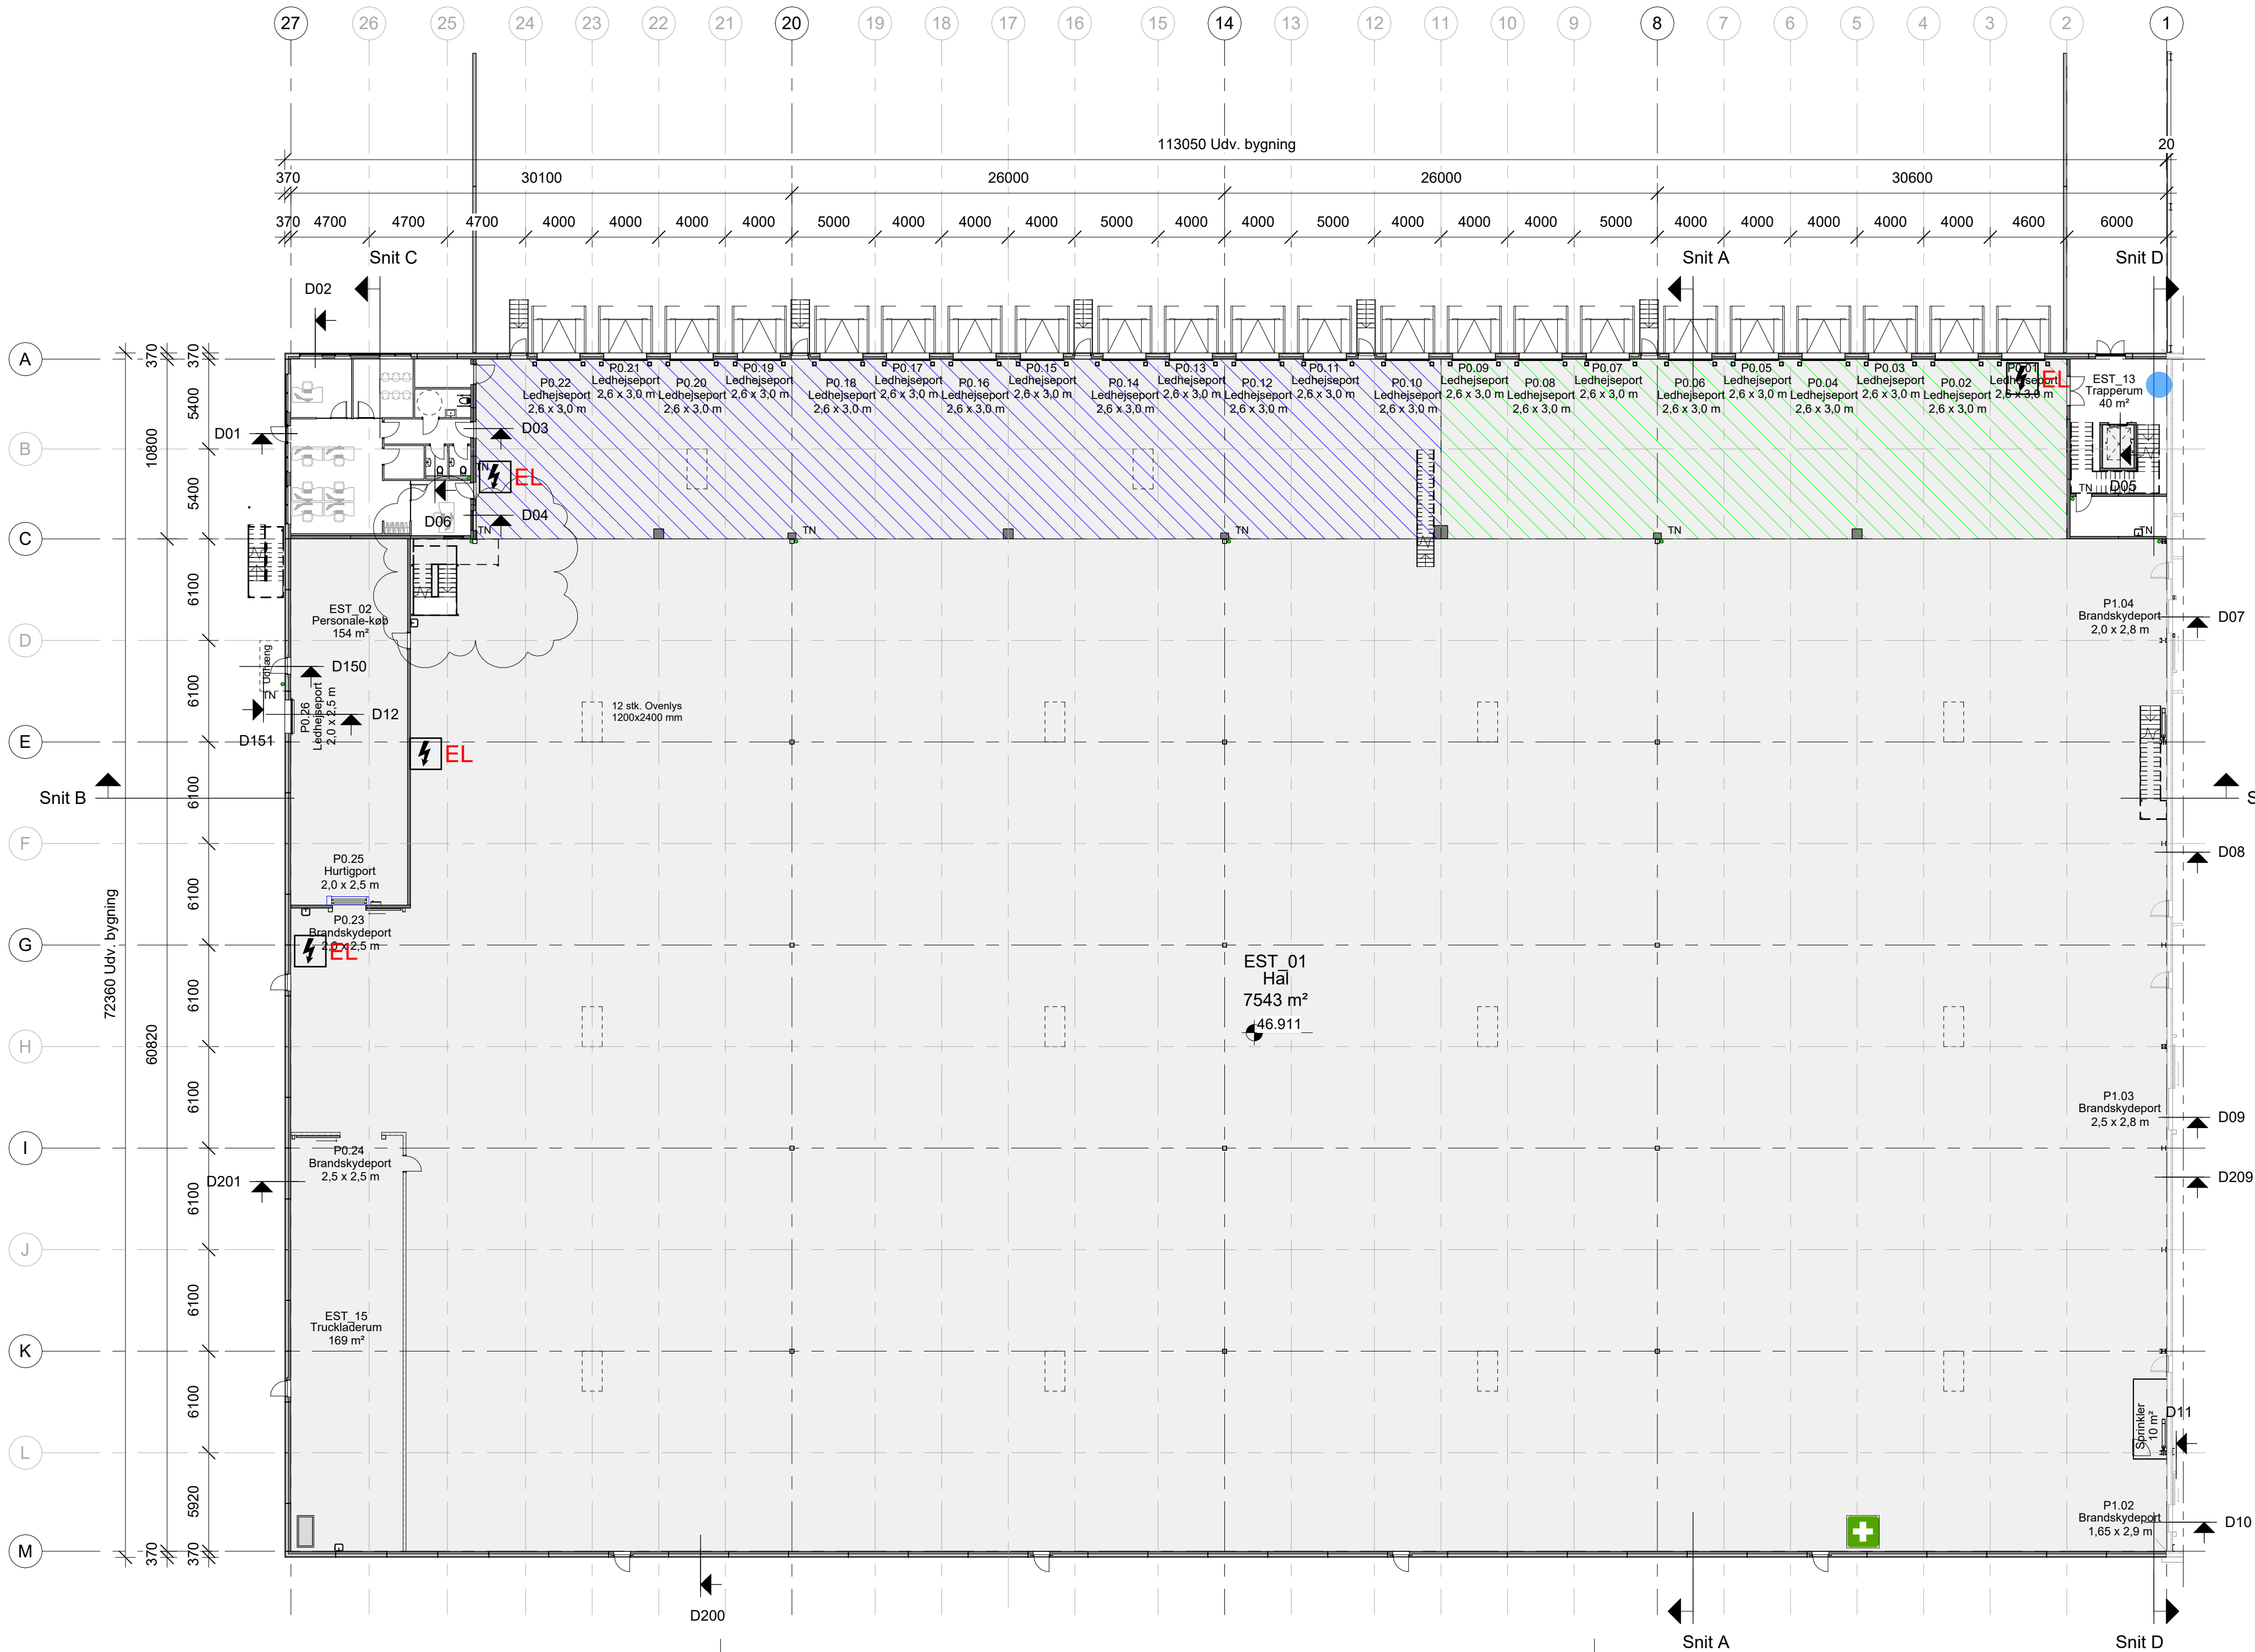 27 26 25 24 23 22 21 20 19 18 17 16 15 14 13 12 11 10 9 8 7 6 5 4 3 2 1
113050 Udv. bygning
20
370 30100 26000 26000 30600
370 4700 4700 4700 4000 4000 4000 4000 5000 4000 4000 4000 5000 4000 4000 5000 4000 4000 4000 5000 4000 4000 4000 4000 4000 4600 6000
Snit C
Snit A
Snit D
D02
A
B
C
D
E
F
G
H
I
J
K
L
M
370
10800
60820
370
72360 Udv. bygning
370
5400
5400
6100
6100
6100
6100
6100
6100
6100
6100
6100
5920
370
P0.22
Ledhejseport
2,6 x 3,0 m
P0.21
Ledhejseport
2,6 x 3,0 m
P0.20
Ledhejseport
2,6 x 3,0 m
P0.19
Ledhejseport
2,6 x 3,0 m
P0.18
Ledhejseport
2,6 x 3,0 m
P0.17
Ledhejseport
2,6 x 3,0 m
P0.16
Ledhejseport
2,6 x 3,0 m
P0.15
Ledhejseport
2,6 x 3,0 m
P0.14
Ledhejseport
2,6 x 3,0 m
P0.13
Ledhejseport
2,6 x 3,0 m
P0.12
Ledhejseport
2,6 x 3,0 m
P0.11
Ledhejseport
2,6 x 3,0 m
P0.10
Ledhejseport
2,6 x 3,0 m
P0.09
Ledhejseport
2,6 x 3,0 m
P0.08
Ledhejseport
2,6 x 3,0 m
P0.07
Ledhejseport
2,6 x 3,0 m
P0.06
Ledhejseport
2,6 x 3,0 m
P0.05
Ledhejseport
2,6 x 3,0 m
P0.04
Ledhejseport
2,6 x 3,0 m
P0.03
Ledhejseport
2,6 x 3,0 m
P0.02
Ledhejseport
2,6 x 3,0 m
P0.01
Ledhejseport
2,6 x 3,0 m
EL
EST_13
Trapperum
40 m²
D01
D03
TN
EL
D04
D06
TN
TN
TN
TN
TN
D05
TN
EST_02
Personale-køb
154 m²
Udhæng
D150
TN
P0.26
Ledhejseport
2,0 x 2,5 m
D12
D151
EL
12 stk. Ovenlys
1200x2400 mm
P1.04
Brandskydeport
2,0 x 2,8 m
D07
Snit B
S
D08
P0.25
Hurtigport
2,0 x 2,5 m
P0.23
Brandskydeport
2,0 x 2,5 m
EL
EST_01
Hal
7543 m²
46.911
P1.03
Brandskydeport
2,5 x 2,8 m
D09
P0.24
Brandskydeport
2,5 x 2,5 m
D201
D209
EST_15
Truckladerum
169 m²
Sprinkler
10 m²
D11
P1.02
Brandskydeport
1,65 x 2,9 m
D10
D200
Snit A
Snit D